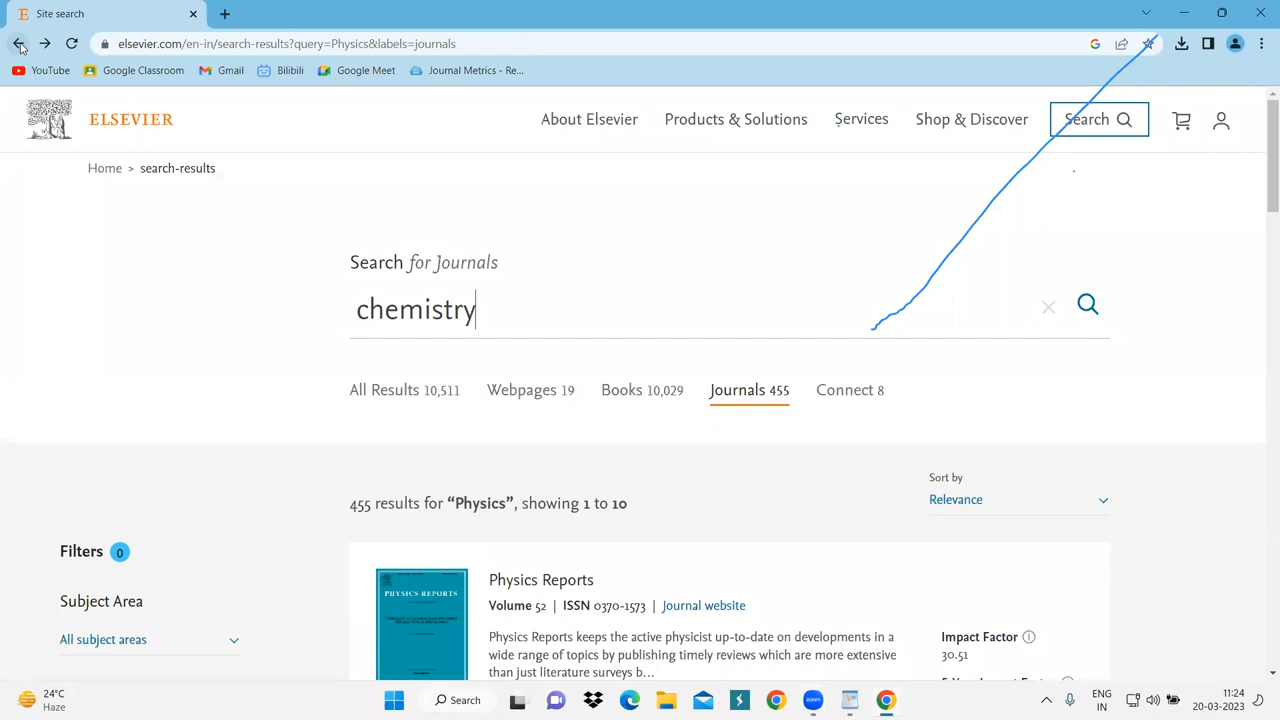 Site search
elsevier.com/en-in/search-results?query=Physics&labels=journals
YouTube Google Classroom Gmail Bilibili Google Meet Journal Metrics - Re...
ELSEVIER
About Elsevier Products & Solutions Services Shop & Discover Search
Home > search-results
Search for Journals
chemistry
All Results 10,511 Webpages 19 Books 10,029 Journals 455 Connect 8
Sort by
455 results for “Physics”, showing 1 to 10
Relevance
Filters 0
Subject Area
All subject areas
PHYSICS REPORTS
Physics Reports
Volume 52 | ISSN 0370-1573 | Journal website
Physics Reports keeps the active physicist up-to-date on developments in a
wide range of topics by publishing timely reviews which are more extensive
than just literature surveys b...
Impact Factor
30.51
24°C
Haze
Search
ENG
IN
11:24
20-03-2023